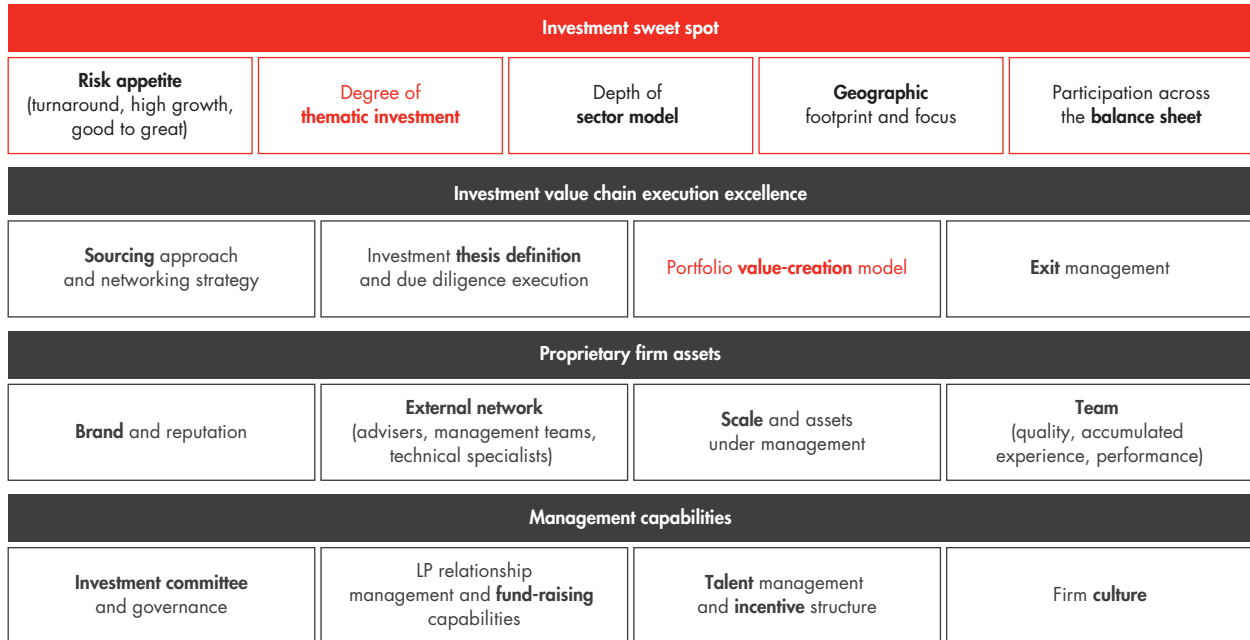 Investment sweet spot
Risk appetite
(turnaround, high growth,
good to great)
Degree of
thematic investment
Depth of
sector model
Geographic
footprint and focus
Participation across
the balance sheet
Investment value chain execution excellence
Sourcing approach
and networking strategy
Investment thesis definition
and due diligence execution
Portfolio value-creation model
Exit management
Proprietary firm assets
Brand and reputation
External network
(advisers, management teams,
technical specialists)
Scale and assets
under management
Team
(quality, accumulated
experience, performance)
Management capabilities
Investment committee
and governance
LP relationship
management and fund-raising
capabilities
Talent management
and incentive structure
Firm culture